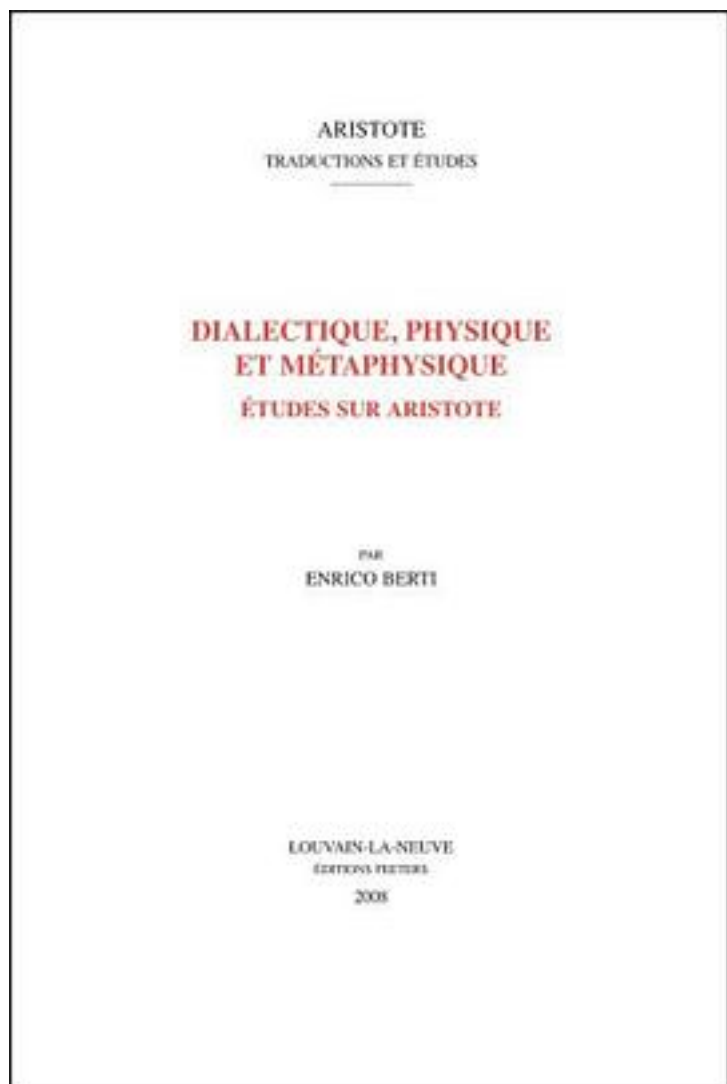 ARISTOTE
TRADUCTIONS ET ÉTUDES
DIALECTIQUE, PHYSIQUE
ET MÉTAPHYSIQUE
ÉTUDES SUR ARISTOTE
PAR
ENRICO BERTI
LOUVAIN-LA-NEUVE
ÉDITIONS PEETERS
2008